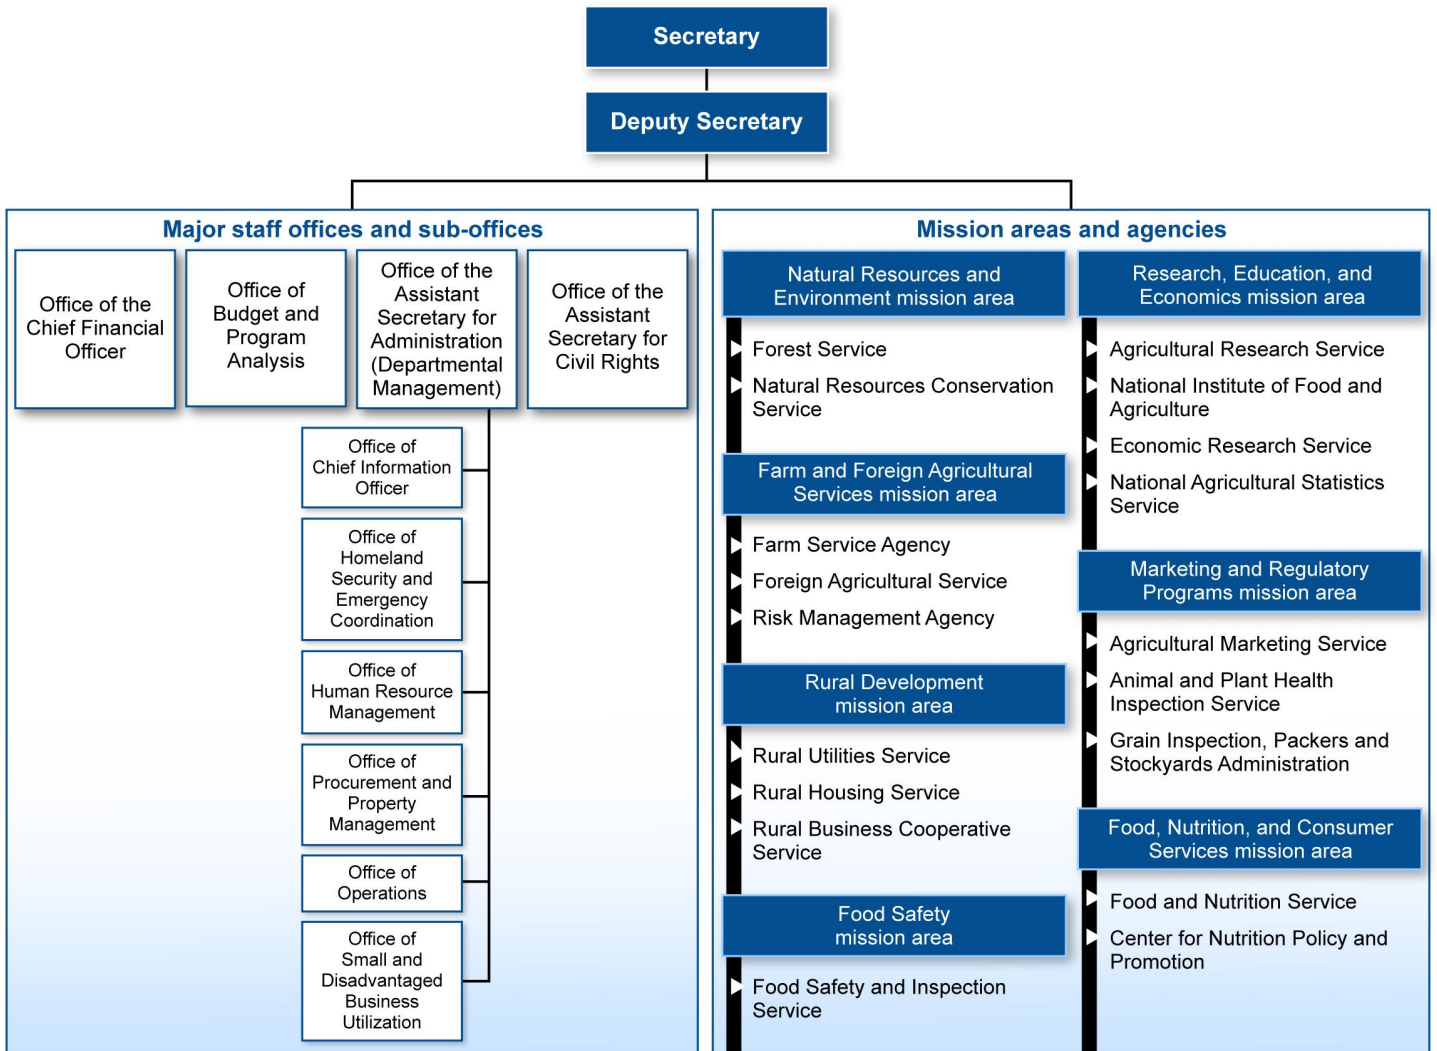 Secretary
Deputy Secretary
Major staff offices and sub-offices
Office of the
Chief Financial
Officer
Office of
Budget and
Program
Analysis
Office of the
Assistant
Secretary for
Administration
(Departmental
Management)
Office of the
Assistant
Secretary for
Civil Rights
Office of
Chief Information
Officer
Office of
Homeland
Security and
Emergency
Coordination
Office of
Human Resource
Management
Office of
Procurement and
Property
Management
Office of
Operations
Office of
Small and
Disadvantaged
Business
Utilization
Mission areas and agencies
Natural Resources and
Environment mission area
Forest Service
Natural Resources Conservation
Service
Farm and Foreign Agricultural
Services mission area
Farm Service Agency
Foreign Agricultural Service
Risk Management Agency
Rural Development
mission area
Rural Utilities Service
Rural Housing Service
Rural Business Cooperative
Service
Food Safety
mission area
Food Safety and Inspection
Service
Research, Education, and
Economics mission area
Agricultural Research Service
National Institute of Food and
Agriculture
Economic Research Service
National Agricultural Statistics
Service
Marketing and Regulatory
Programs mission area
Agricultural Marketing Service
Animal and Plant Health
Inspection Service
Grain Inspection, Packers and
Stockyards Administration
Food, Nutrition, and Consumer
Services mission area
Food and Nutrition Service
Center for Nutrition Policy and
Promotion